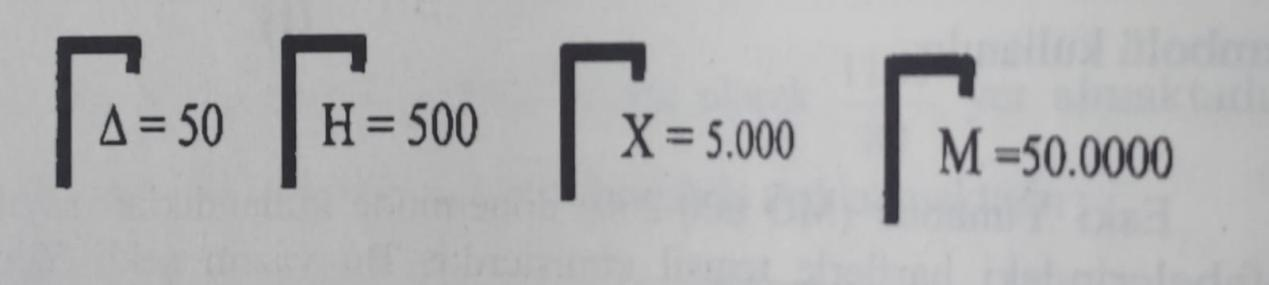 𐅄 Δ = 50 𐅅 H = 500 𐅆 X = 5.000 𐅇 M =50.0000